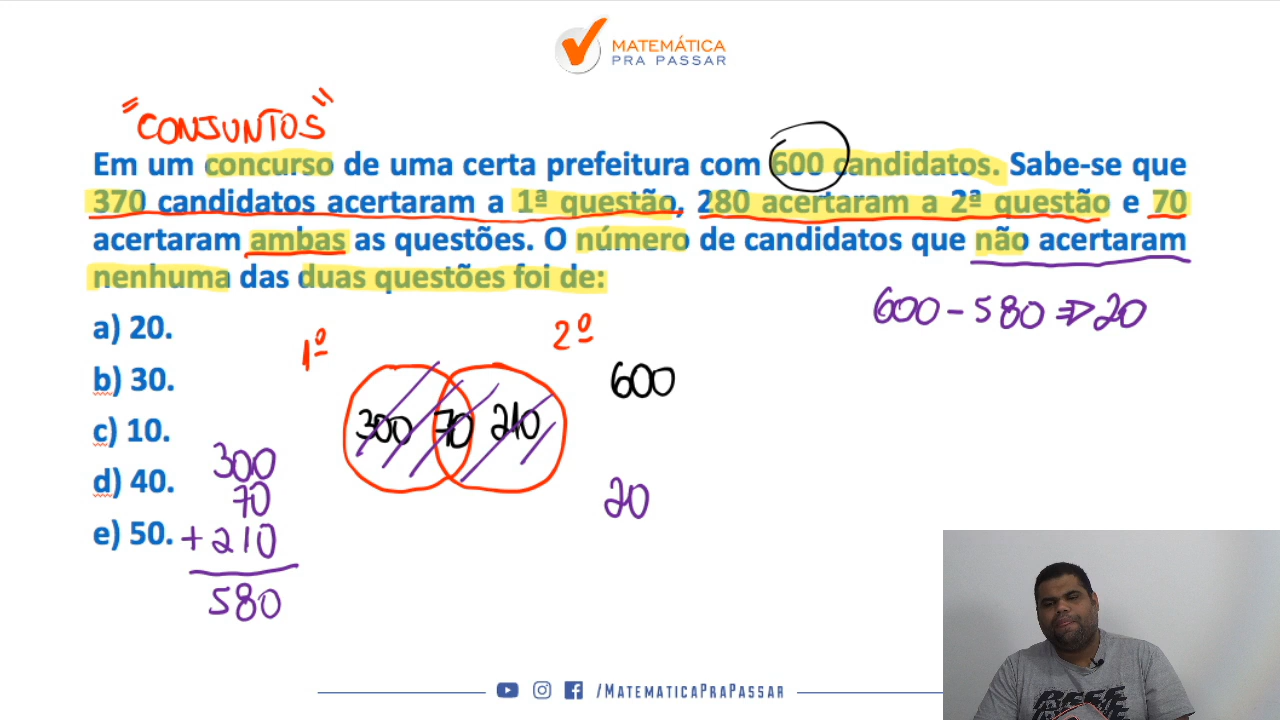 MATEMÁTICA
PRA PASSAR
"CONJUNTOS"
Em um concurso de uma certa prefeitura com 600 candidatos. Sabe-se que
370 candidatos acertaram a 1ª questão, 280 acertaram a 2ª questão e 70
acertaram ambas as questões. O número de candidatos que não acertaram
nenhuma das duas questões foi de:
600 - 580 ⇒ 20
a) 20.
b) 30.
c) 10.
d) 40.
e) 50.
1º
2º
300 70 210
600
20
300
70
+ 210
580
/MATEMATICAPRAPASSAR